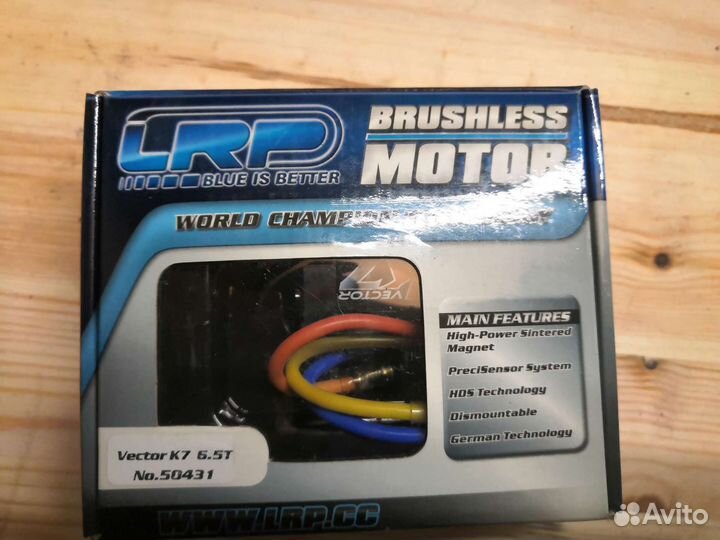 LRP
BLUE IS BETTER
BRUSHLESS
MOTOR
WORLD
VECTOR
K7
MAIN FEATURES
High-Power Sintered
Magnet
PreciSensor System
HDS Technology
Dismountable
German Technology
Vector K7 6.5T
No.50431
WWW.LRP.CC
Avito